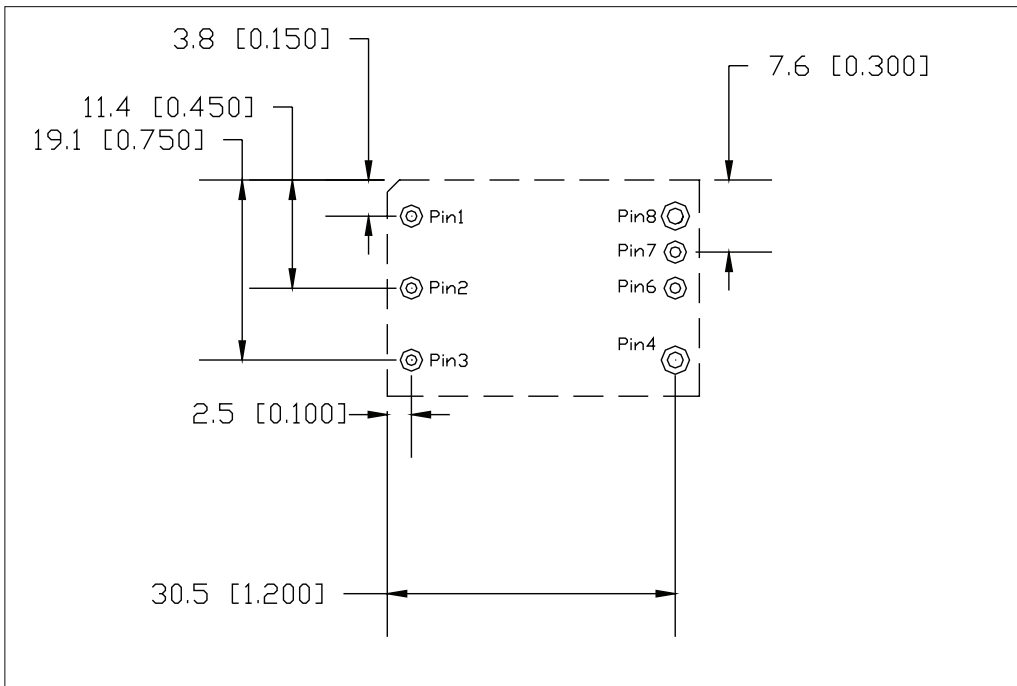 3.8 [0.150]
7.6 [0.300]
11.4 [0.450]
19.1 [0.750]
Pin1
Pin8
Pin7
Pin2
Pin6
Pin4
Pin3
2.5 [0.100]
30.5 [1.200]